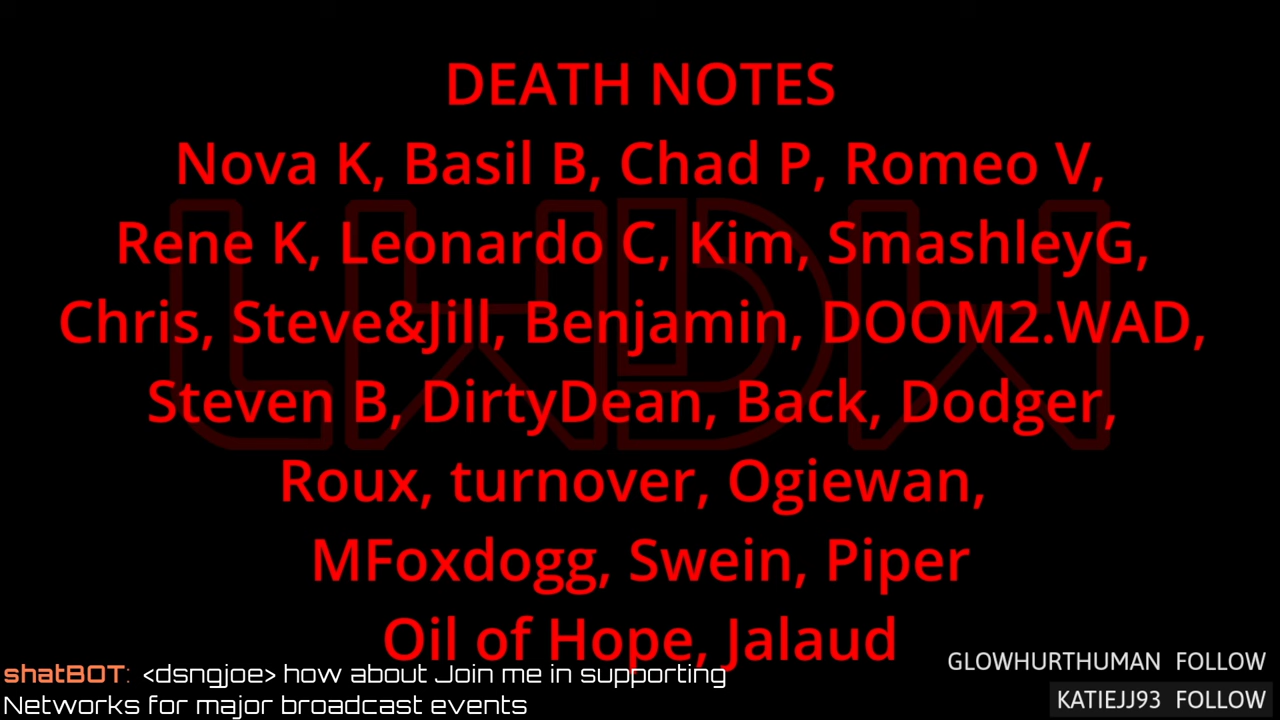 DEATH NOTES
Nova K, Basil B, Chad P, Romeo V,
Rene K, Leonardo C, Kim, SmashleyG,
Chris, Steve&Jill, Benjamin, DOOM2.WAD,
Steven B, DirtyDean, Back, Dodger,
Roux, turnover, Ogiewan,
MFoxdogg, Swein, Piper
Oil of Hope, Jalaud
shatBOT: <dsngjoe> how about Join me in supporting
Networks for major broadcast events
GLOWHURTHUMAN FOLLOW
KATIEJJ93 FOLLOW